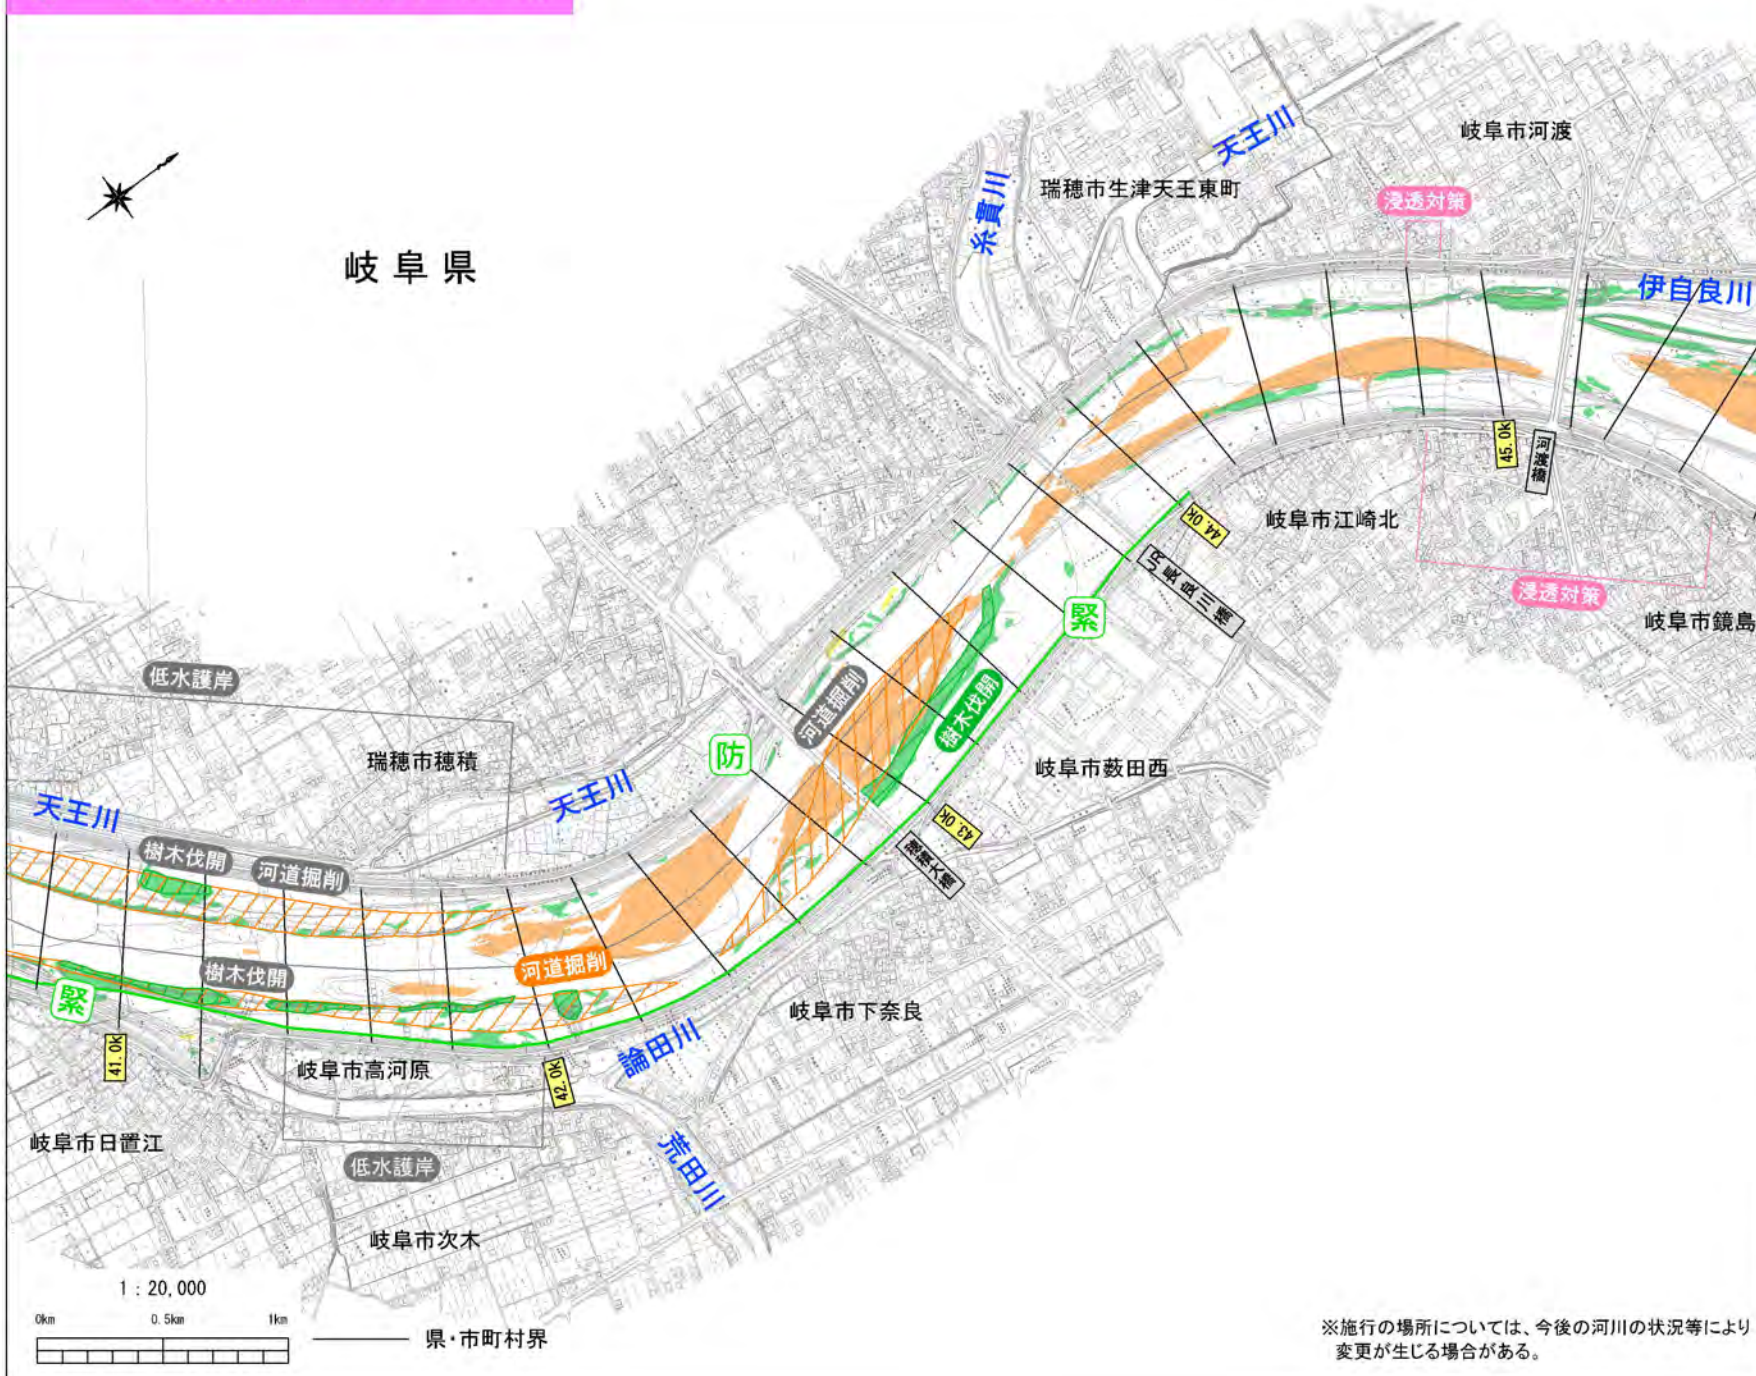 岐阜市河渡
天王川
瑞穂市生津天王東町
浸透対策
糸貫川
岐阜県
伊自良川
45.0k
河渡橋
44.0k
岐阜市江崎北
JR長良川橋
浸透対策
緊
岐阜市鏡島
低水護岸
河道掘削
樹木伐開
瑞穂市穂積
防
岐阜市薮田西
天王川
天王川
43.0k
穂積大橋
樹木伐開
河道掘削
河道掘削
樹木伐開
緊
岐阜市下奈良
論田川
41.0k
岐阜市高河原
42.0k
岐阜市日置江
低水護岸
荒田川
岐阜市次木
1:20,000
0km 0.5km 1km
県・市町村界
※施行の場所については、今後の河川の状況等により
変更が生じる場合がある。